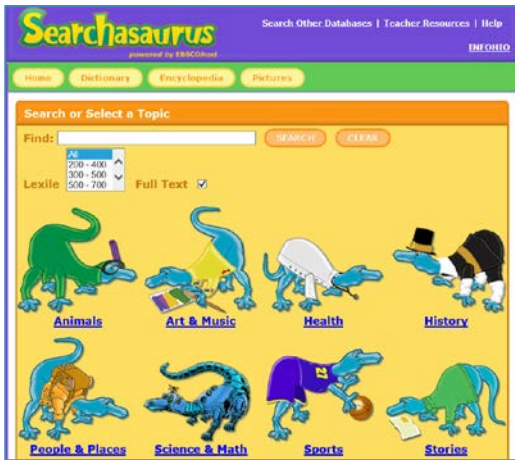 Searchasaurus
powered by EBSCOhost
Search Other Databases | Teacher Resources | Help
INFOHIO
Home Dictionary Encyclopedia Pictures
Search or Select a Topic
Find: SEARCH CLEAR
All
200 - 400
300 - 500
Lexile 500 - 700 Full Text
Animals Art & Music Health History
27
People & Places Science & Math Sports Stories